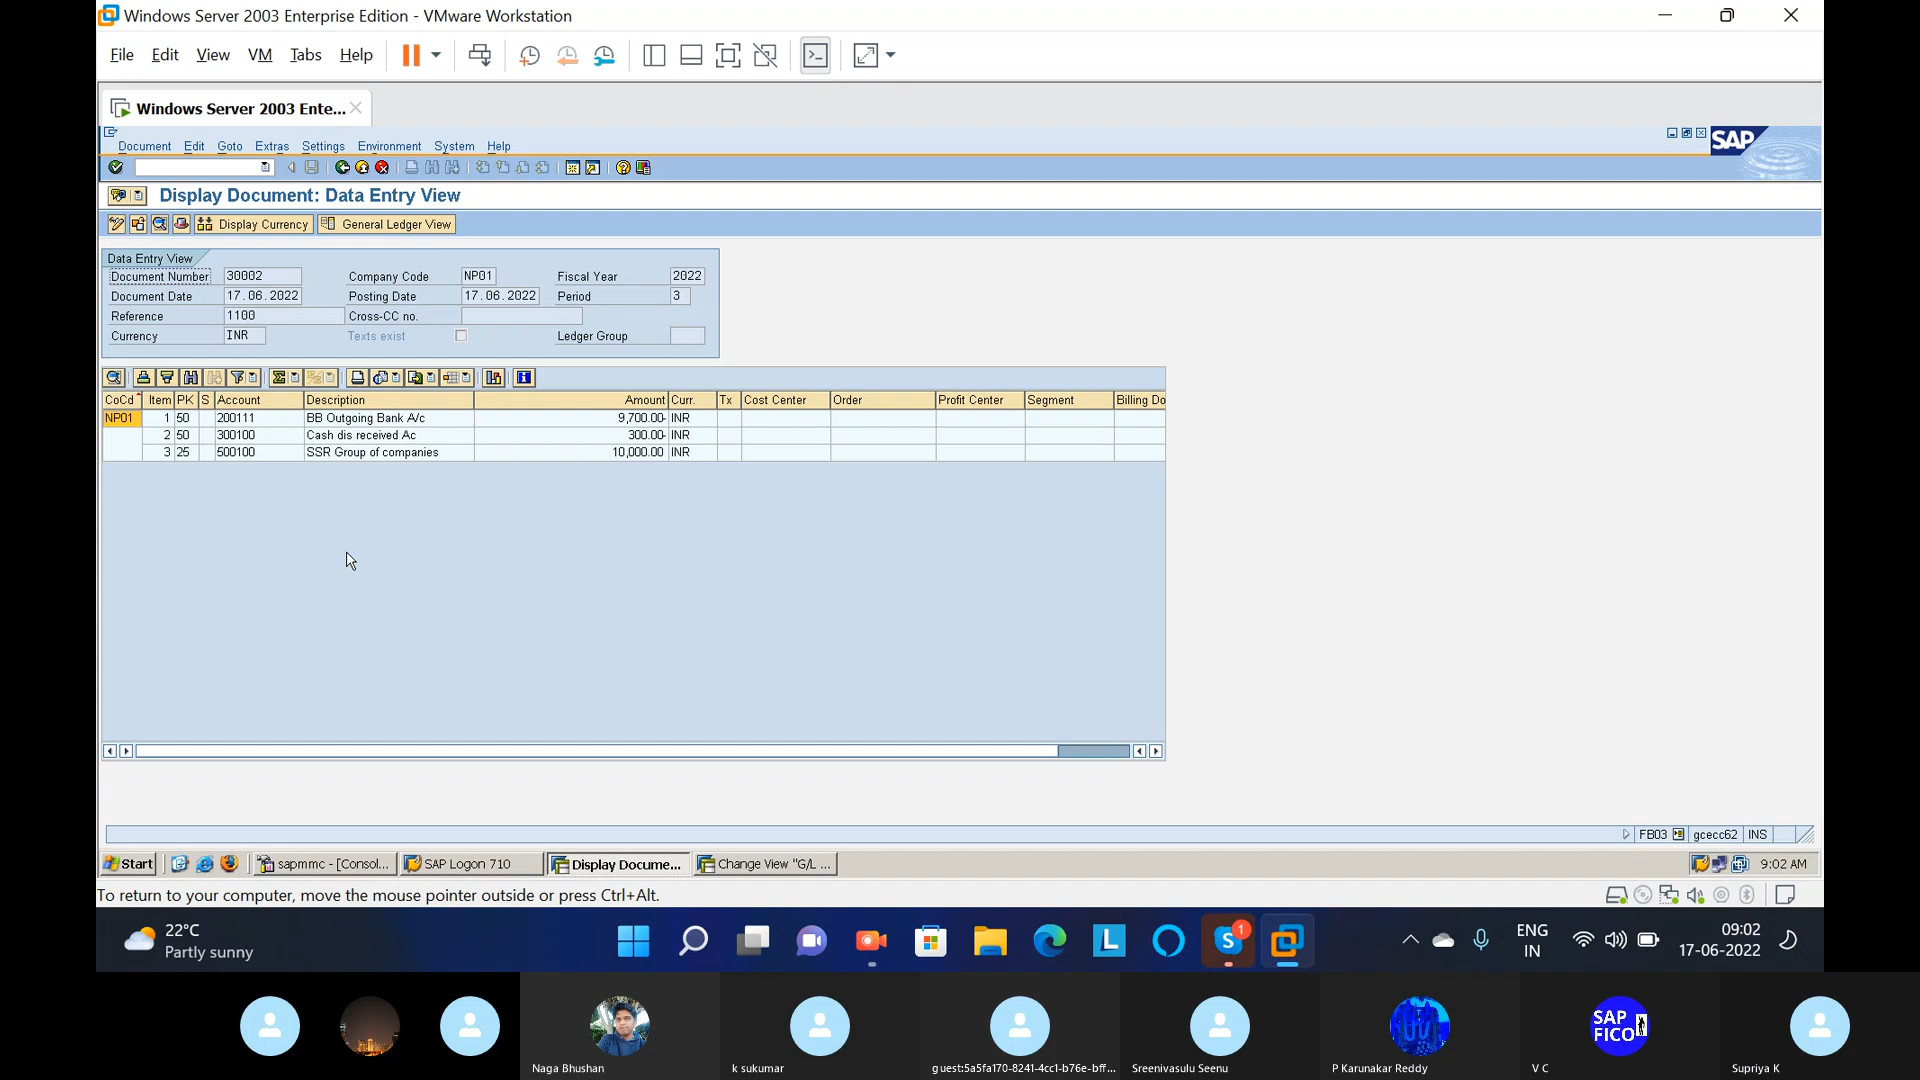 Windows Server 2003 Enterprise Edition - VMware Workstation
File Edit View VM Tabs Help
Windows Server 2003 Ente...
Document Edit Goto Extras Settings Environment System Help
SAP
Display Document: Data Entry View
Display Currency General Ledger View
Data Entry View
Document Number 30002 Company Code NP01 Fiscal Year 2022
Document Date 17.06.2022 Posting Date 17.06.2022 Period 3
Reference 1100 Cross-CC no.
Currency INR Texts exist Ledger Group
CoCd Item PK S Account Description Amount Curr. Tx Cost Center Order Profit Center Segment Billing Do
NP01 1 50 200111 BB Outgoing Bank A/c 9,700.00- INR
2 50 300100 Cash dis received Ac 300.00- INR
3 25 500100 SSR Group of companies 10,000.00 INR
FB03 gcecc62 INS
Start sapmmc - [Consol... SAP Logon 710 Display Docume... Change View "G/L ... 9:02 AM
To return to your computer, move the mouse pointer outside or press Ctrl+Alt.
22°C
Partly sunny
L
S 1
ENG
IN
09:02
17-06-2022
SAP
FICO
Naga Bhushan k sukumar guest:5a5fa170-8241-4cc1-b76e-bff... Sreenivasulu Seenu P Karunakar Reddy V C Supriya K